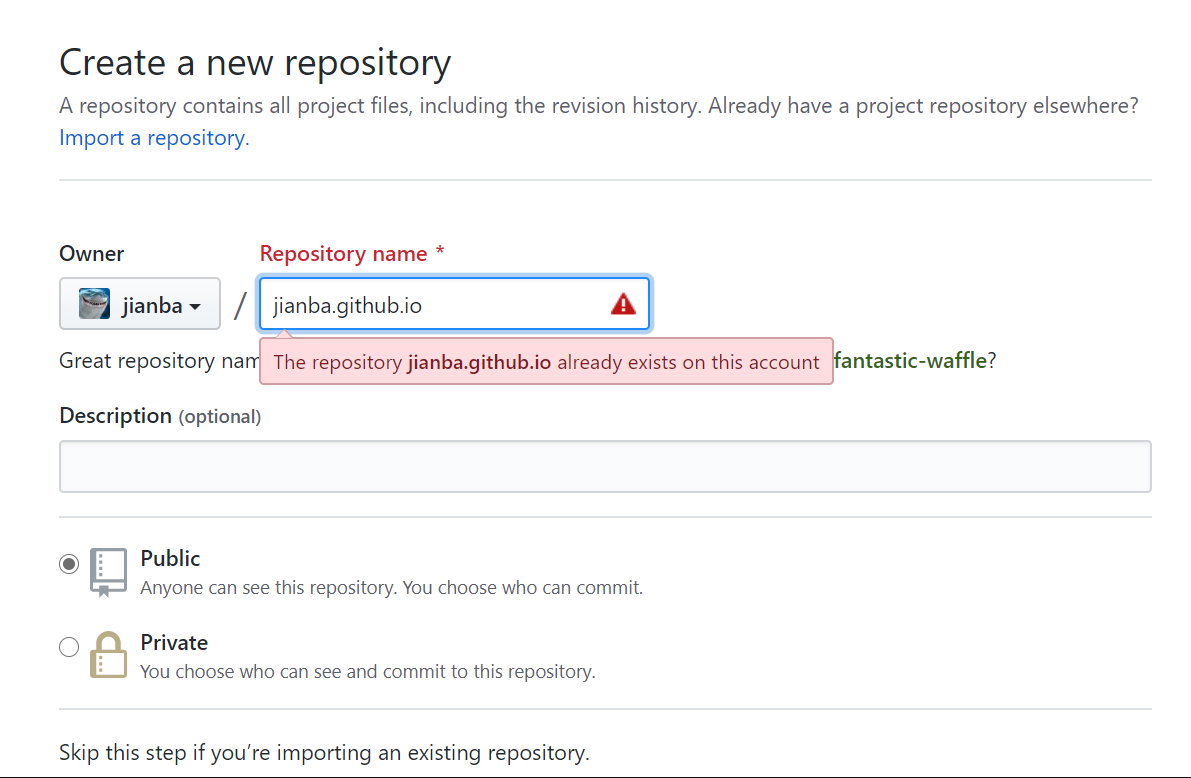 Create a new repository
A repository contains all project files, including the revision history. Already have a project repository elsewhere?
Import a repository.
Owner Repository name *
jianba / jianba.github.io
Great repository nam
The repository jianba.github.io already exists on this account
fantastic-waffle?
Description (optional)
Public
Anyone can see this repository. You choose who can commit.
Private
You choose who can see and commit to this repository.
Skip this step if you’re importing an existing repository.